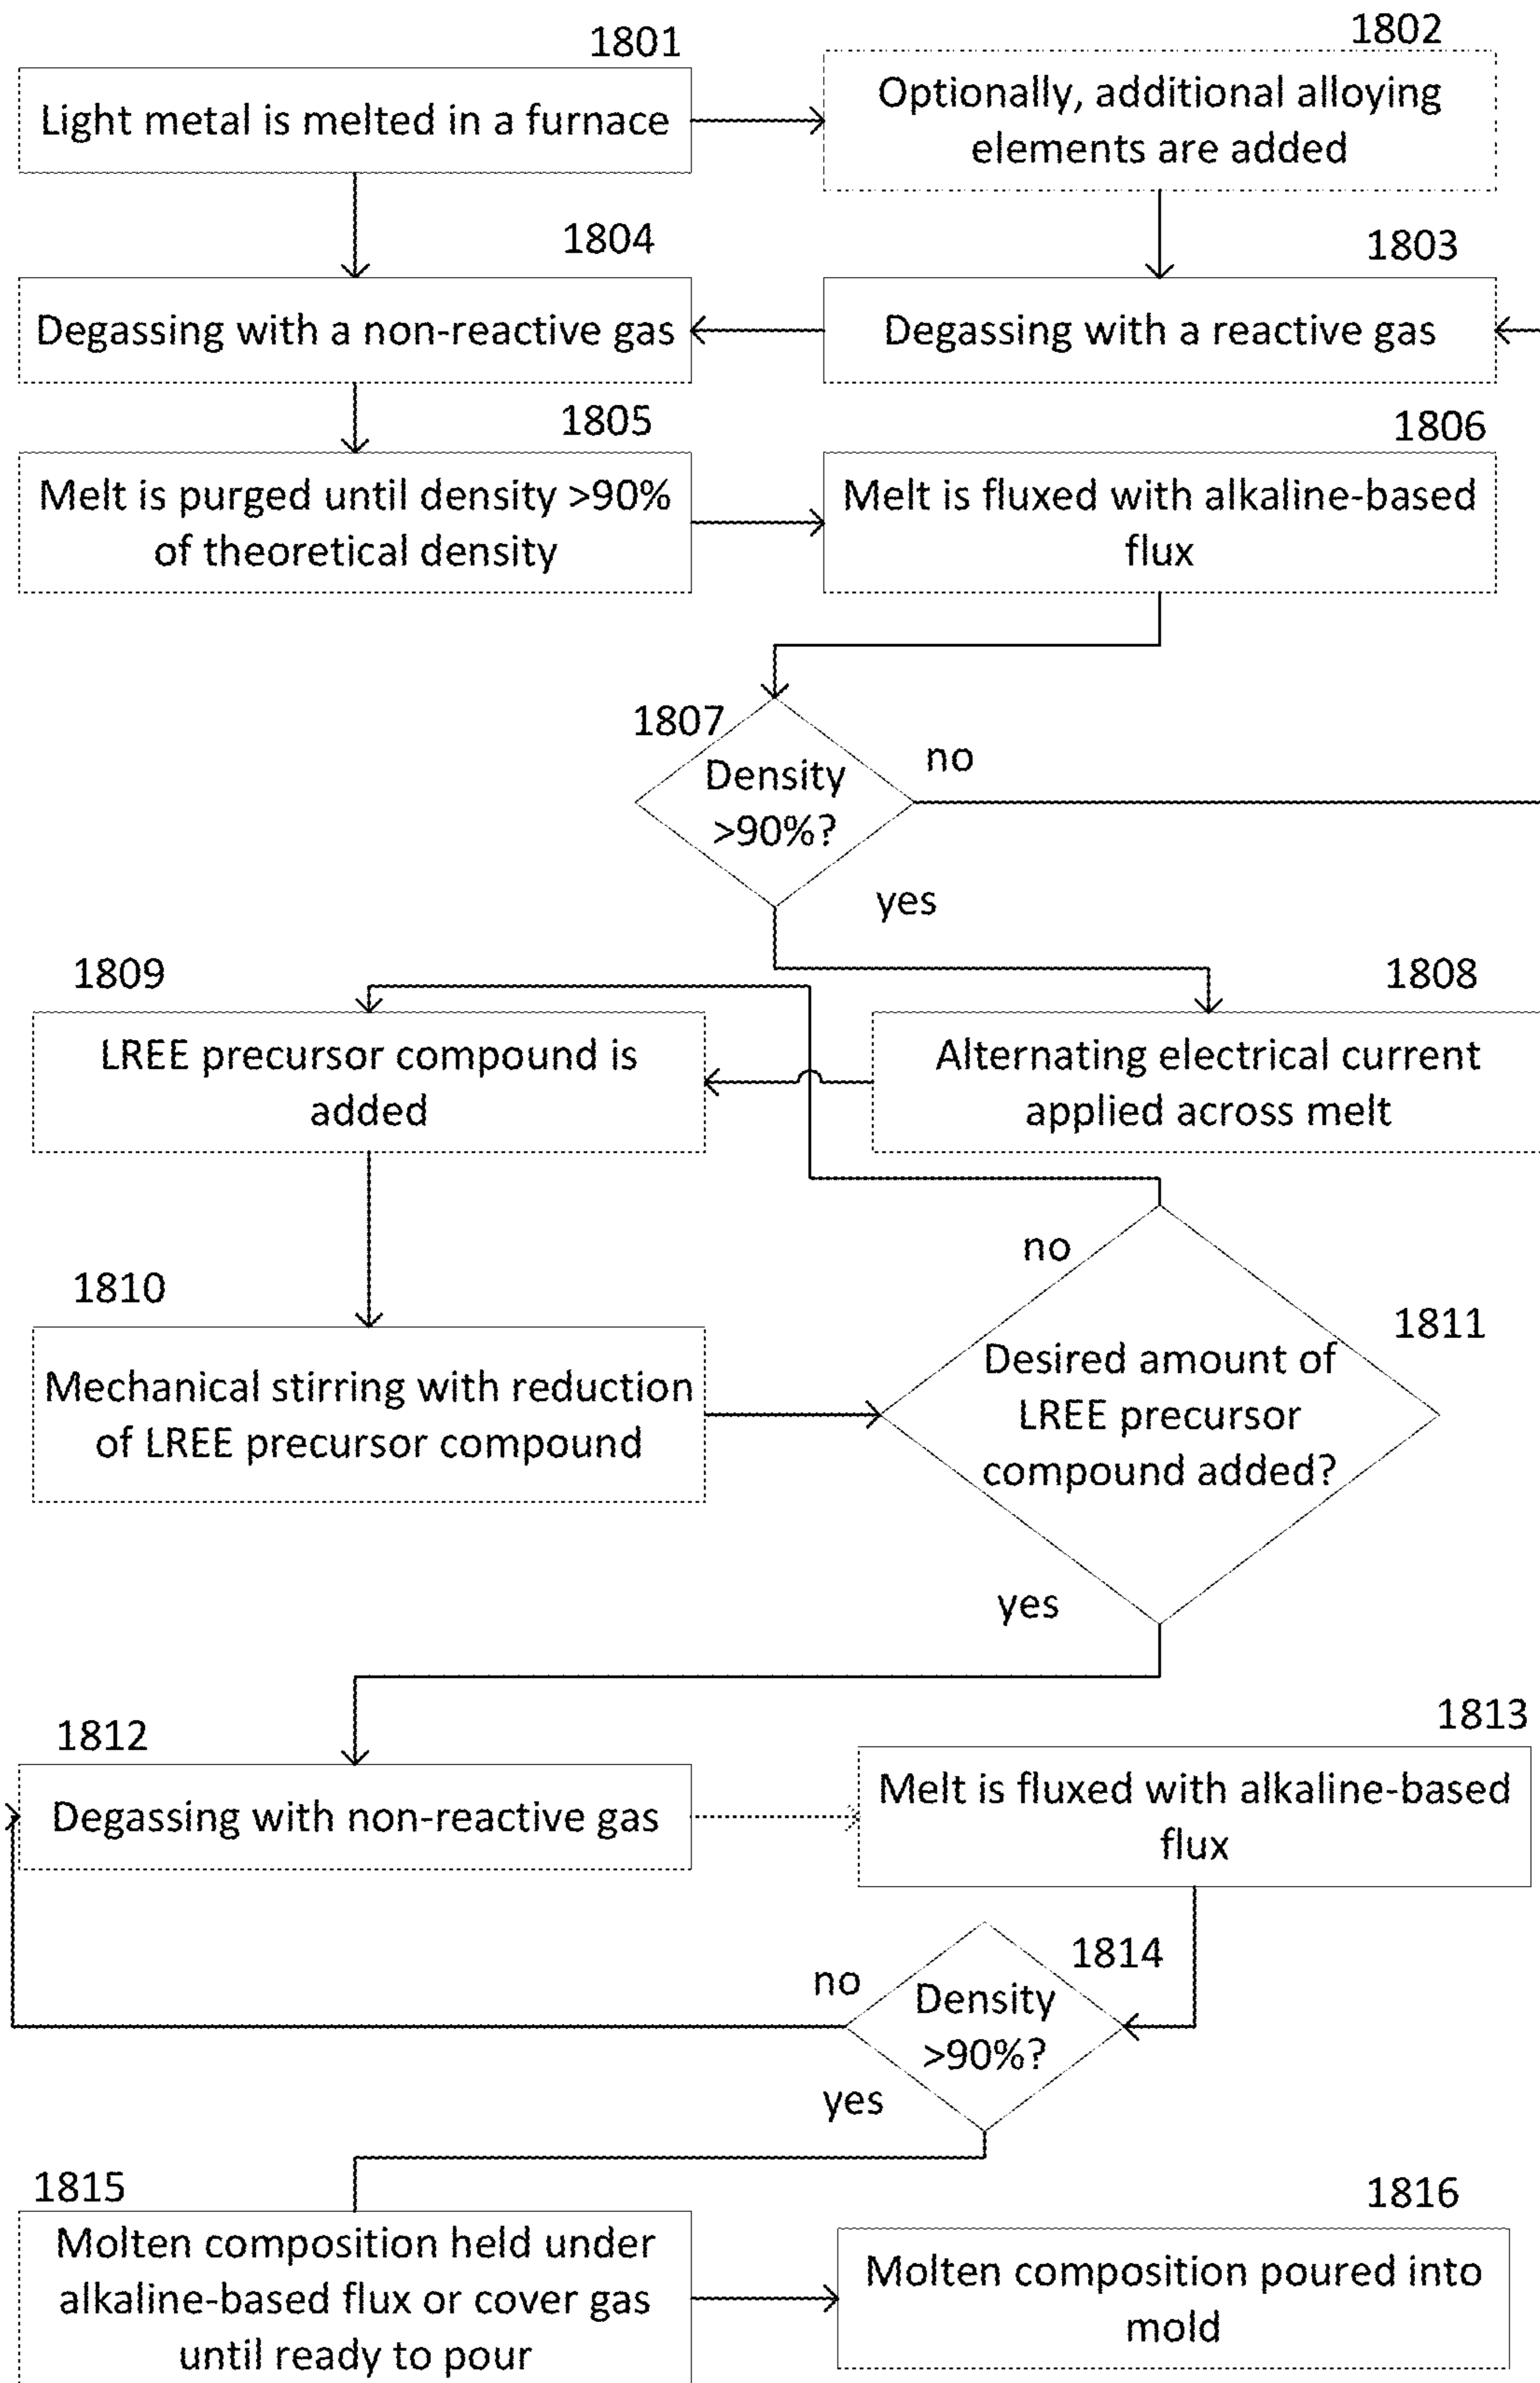 1801
Light metal is melted in a furnace
1802
Optionally, additional alloying
elements are added
1804
Degassing with a non-reactive gas
1803
Degassing with a reactive gas
1805
Melt is purged until density >90%
of theoretical density
1806
Melt is fluxed with alkaline-based
flux
1807
Density
>90%?
no
yes
1809
LREE precursor compound is
added
1808
Alternating electrical current
applied across melt
1810
Mechanical stirring with reduction
of LREE precursor compound
no
1811
Desired amount of
LREE precursor
compound added?
yes
1812
Degassing with non-reactive gas
1813
Melt is fluxed with alkaline-based
flux
1814
no
Density
>90%?
yes
1815
Molten composition held under
alkaline-based flux or cover gas
until ready to pour
1816
Molten composition poured into
mold